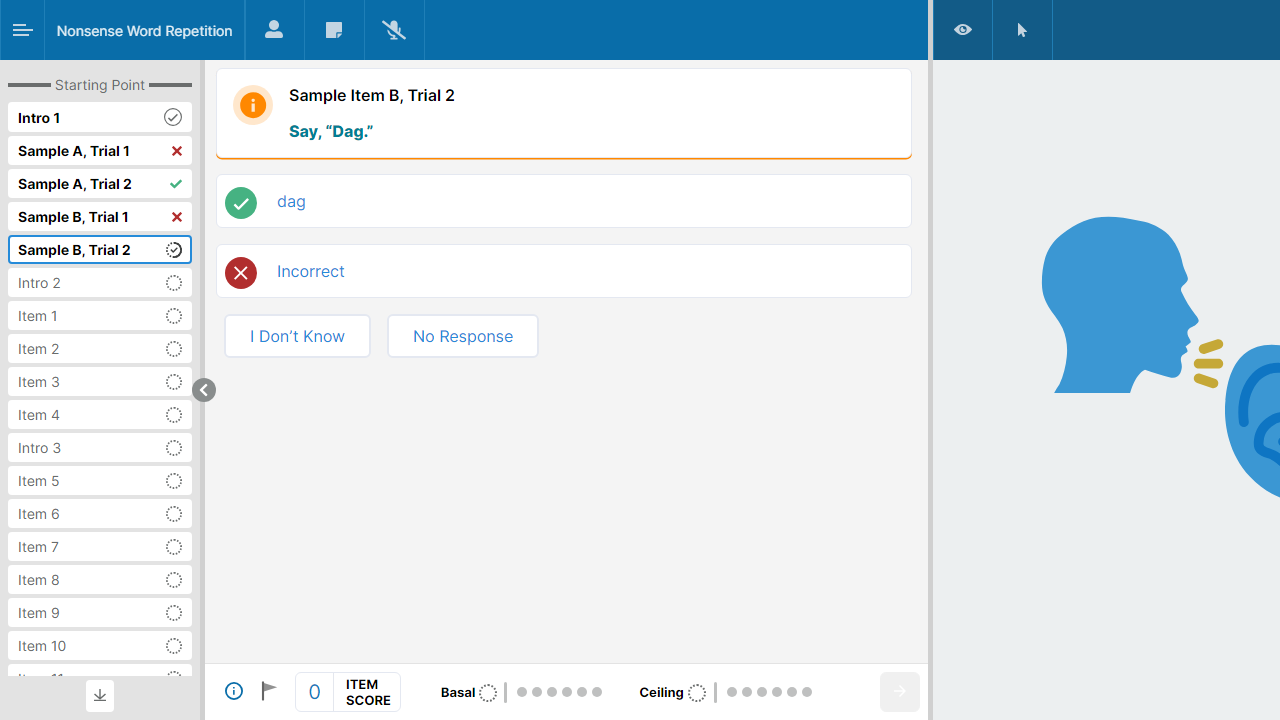 Nonsense Word Repetition
Starting Point
Intro 1
Sample A, Trial 1
Sample A, Trial 2
Sample B, Trial 1
Sample B, Trial 2
Intro 2
Item 1
Item 2
Item 3
Item 4
Intro 3
Item 5
Item 6
Item 7
Item 8
Item 9
Item 10
Item 11
Sample Item B, Trial 2
Say, “Dag.”
dag
Incorrect
I Don’t Know
No Response
0
ITEM
SCORE
Basal
Ceiling